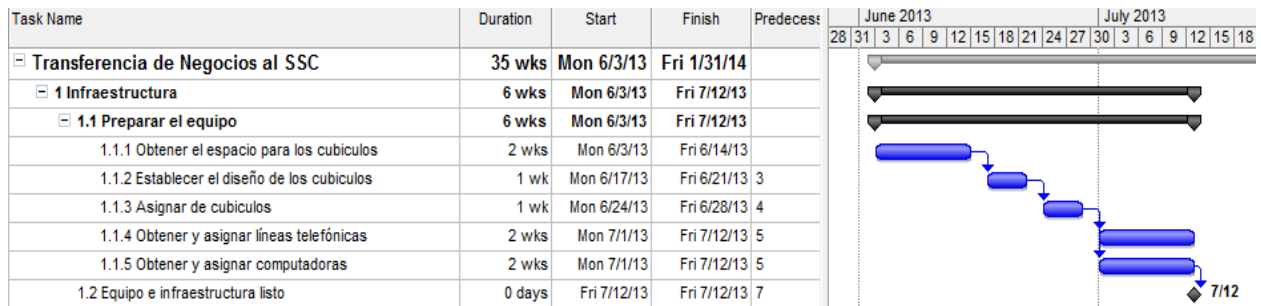 Task Name Duration Start Finish Predecess June 2013 July 2013
28 31 3 6 9 12 15 18 21 24 27 30 3 6 9 12 15 18
Transferencia de Negocios al SSC 35 wks Mon 6/3/13 Fri 1/31/14
1 Infraestructura 6 wks Mon 6/3/13 Fri 7/12/13
1.1 Preparar el equipo 6 wks Mon 6/3/13 Fri 7/12/13
1.1.1 Obtener el espacio para los cubiculos 2 wks Mon 6/3/13 Fri 6/14/13
1.1.2 Establecer el diseño de los cubiculos 1 wk Mon 6/17/13 Fri 6/21/13 3
1.1.3 Asignar de cubiculos 1 wk Mon 6/24/13 Fri 6/28/13 4
1.1.4 Obtener y asignar líneas telefónicas 2 wks Mon 7/1/13 Fri 7/12/13 5
1.1.5 Obtener y asignar computadoras 2 wks Mon 7/1/13 Fri 7/12/13 5
1.2 Equipo e infraestructura listo 0 days Fri 7/12/13 Fri 7/12/13 7 7/12